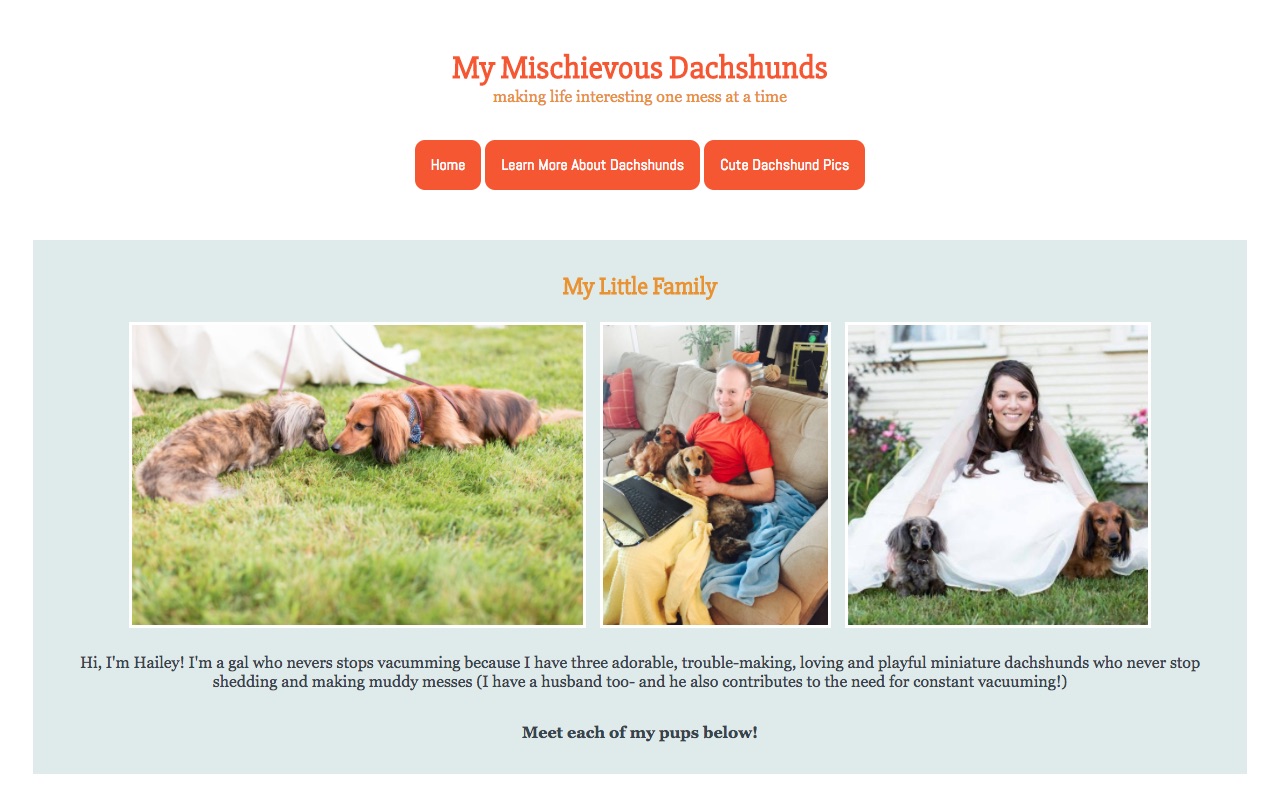 My Mischievous Dachshunds
making life interesting one mess at a time
Home
Learn More About Dachshunds
Cute Dachshund Pics
My Little Family
Hi, I'm Hailey! I'm a gal who nevers stops vacumming because I have three adorable, trouble-making, loving and playful miniature dachshunds who never stop
shedding and making muddy messes (I have a husband too- and he also contributes to the need for constant vacuuming!)
Meet each of my pups below!